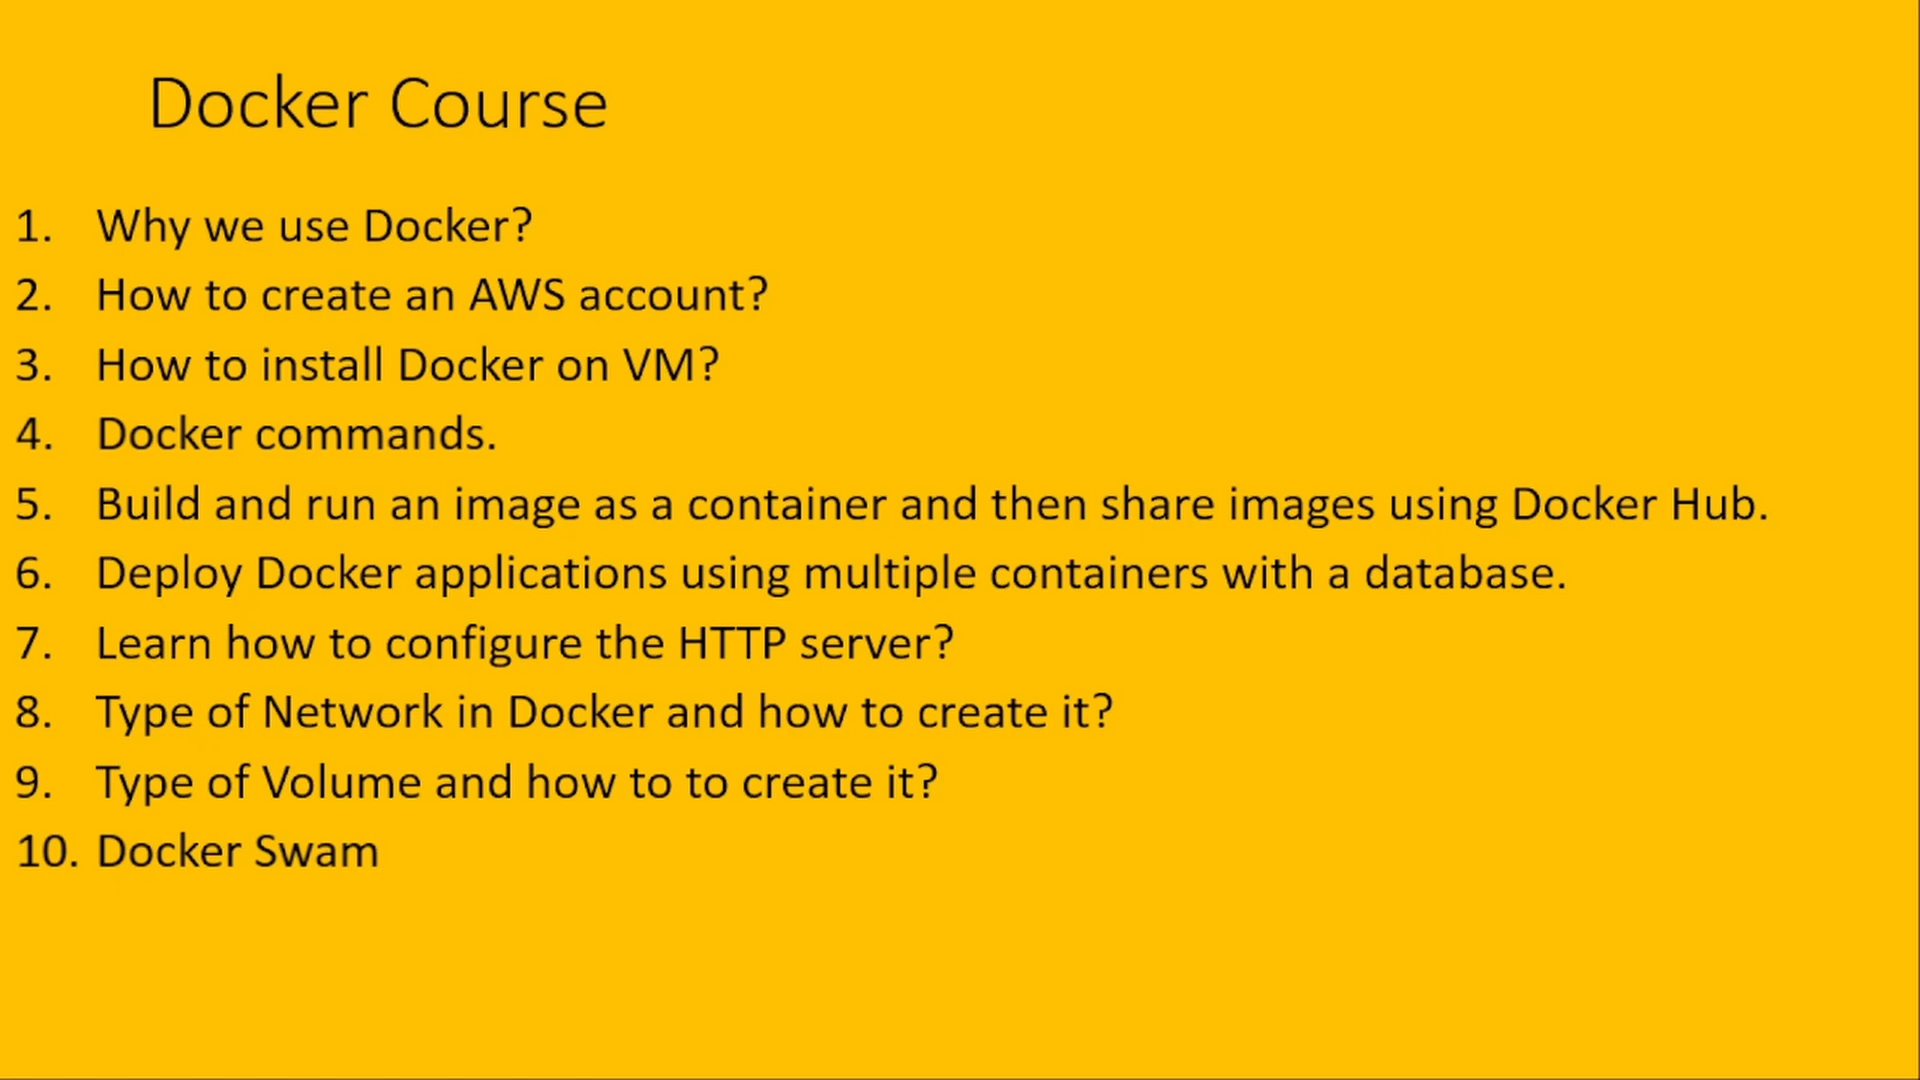 Docker Course
1. Why we use Docker?
2. How to create an AWS account?
3. How to install Docker on VM?
4. Docker commands.
5. Build and run an image as a container and then share images using Docker Hub.
6. Deploy Docker applications using multiple containers with a database.
7. Learn how to configure the HTTP server?
8. Type of Network in Docker and how to create it?
9. Type of Volume and how to to create it?
10. Docker Swam